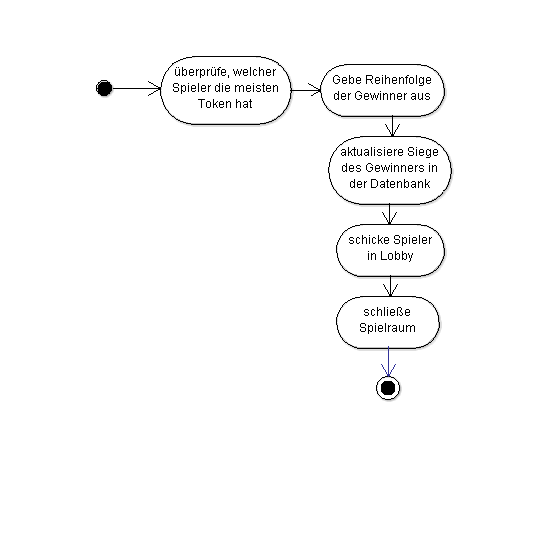 überprüfe, welcher
Spieler die meisten
Token hat
Gebe Reihenfolge
der Gewinner aus
aktualisiere Siege
des Gewinners in
der Datenbank
schicke Spieler
in Lobby
schließe
Spielraum